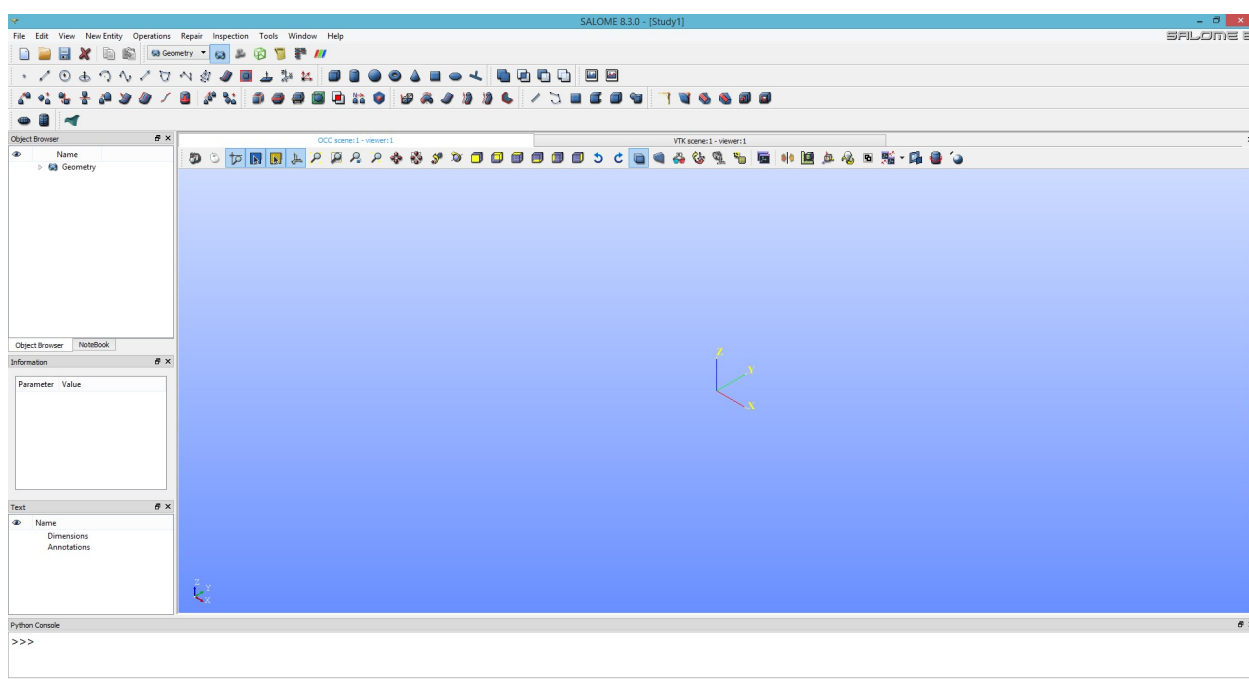 SALOME 8.3.0 - [Study1]
File Edit View New Entity Operations Repair Inspection Tools Window Help
SALOME 8
Geometry
Object Browser
OCC scene:1 - viewer:1
VTK scene:1 - viewer:1
Name
Geometry
Object Browser NoteBook
Information
Parameter Value
Z
Y
X
Text
Name
Dimensions
Annotations
Z
Y
X
Python Console
>>>